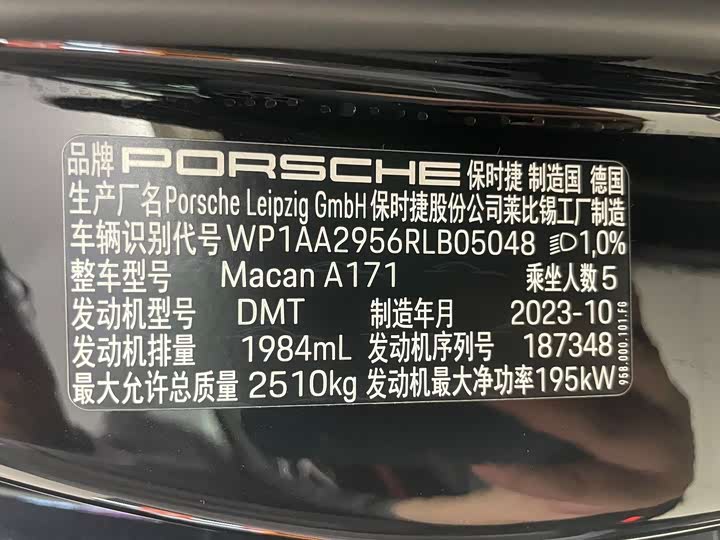 品牌 PORSCHE 保时捷 制造国 德国
生产厂名 Porsche Leipzig GmbH 保时捷股份公司莱比锡工厂制造
车辆识别代号 WP1AA2956RLB05048 1,0%
整车型号 Macan A171 乘坐人数 5
发动机型号 DMT 制造年月 2023-10
发动机排量 1984mL 发动机序列号 187348
最大允许总质量 2510kg 发动机最大净功率 195kW
95B.000.101.FG